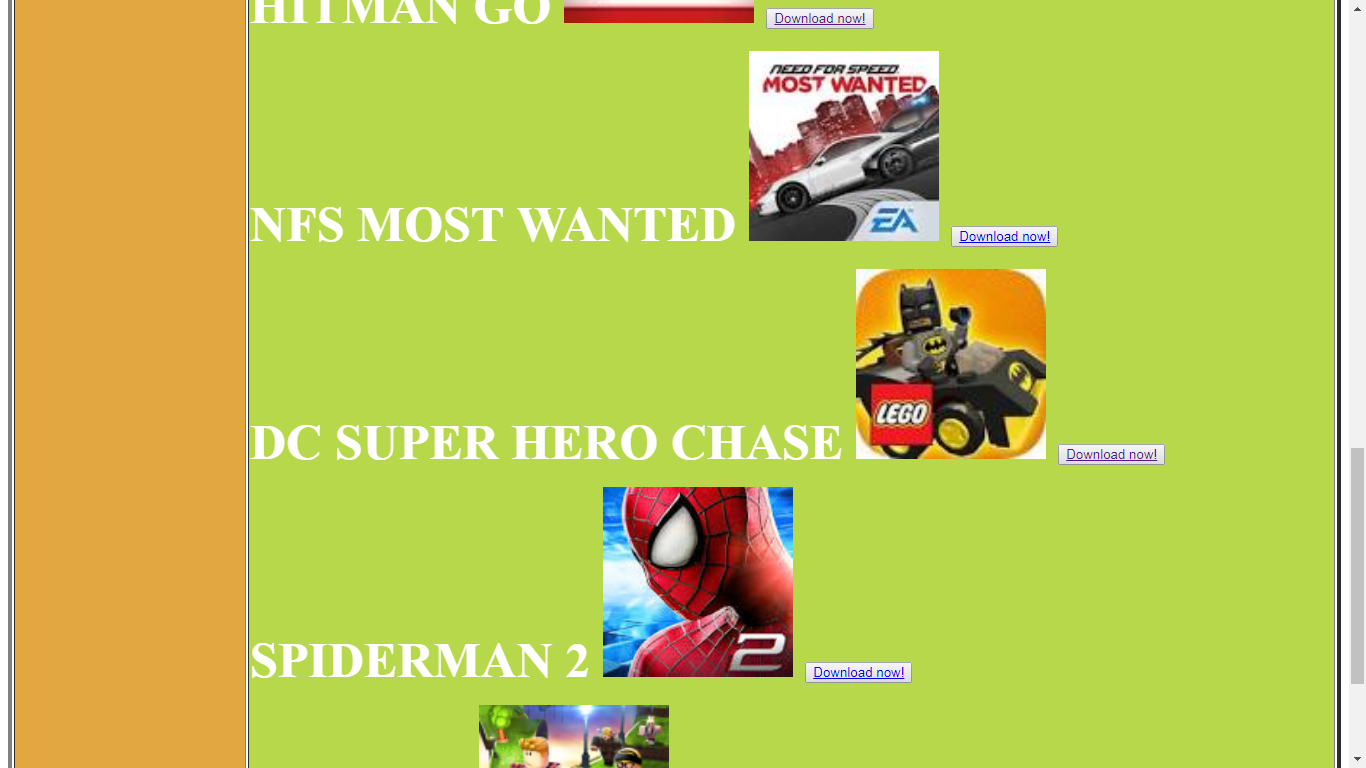 HITMAN GO
Download now!
NEED FOR SPEED
MOST WANTED
EA
NFS MOST WANTED
Download now!
LEGO
DC SUPER HERO CHASE
Download now!
2
SPIDERMAN 2
Download now!